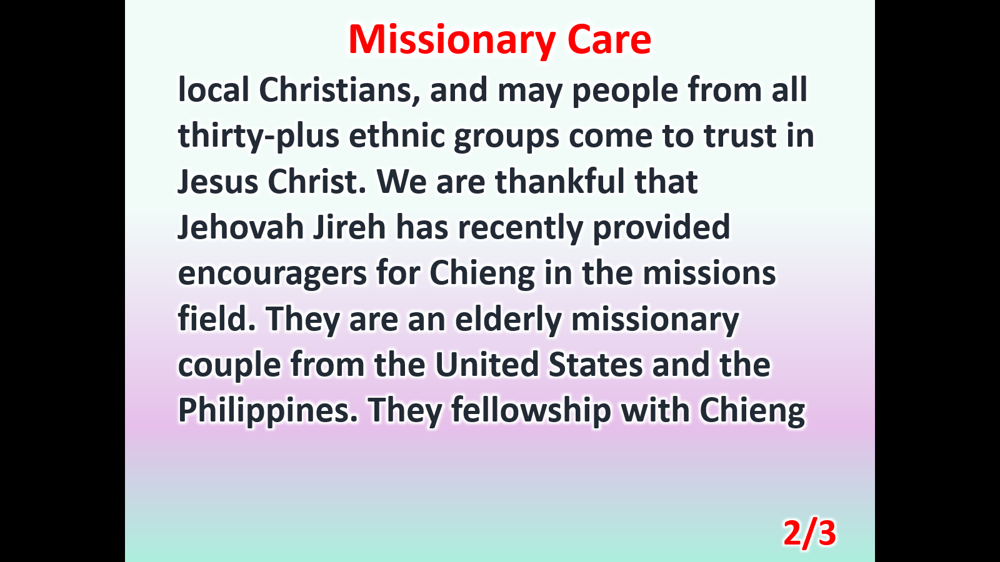 Missionary Care
local Christians, and may people from all
thirty-plus ethnic groups come to trust in
Jesus Christ. We are thankful that
Jehovah Jireh has recently provided
encouragers for Chieng in the missions
field. They are an elderly missionary
couple from the United States and the
Philippines. They fellowship with Chieng
2/3